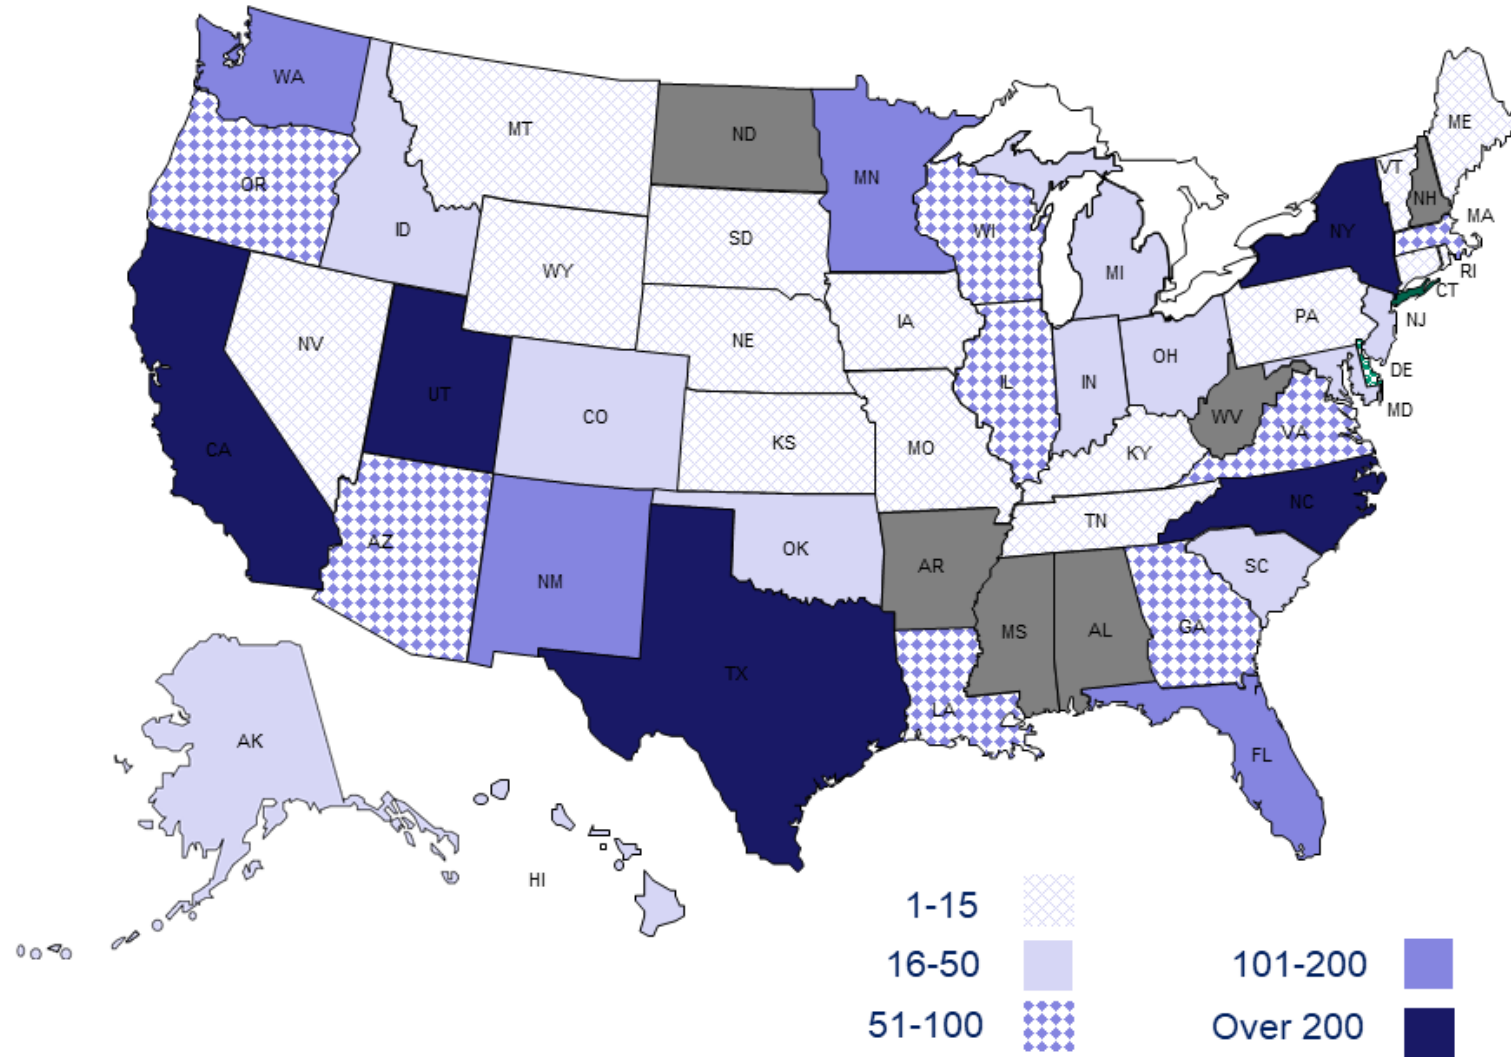 WA
MT
ND
MN
OR
ID
SD
WY
WI
MI
NY
VT
NH
ME
MA
RI
CT
NJ
PA
IA
NE
NV
UT
CO
KS
MO
IL
IN
OH
DE
MD
WV
VA
KY
CA
AZ
NM
OK
AR
TN
NC
SC
MS
AL
GA
TX
LA
FL
AK
HI
1-15
16-50
51-100
101-200
Over 200